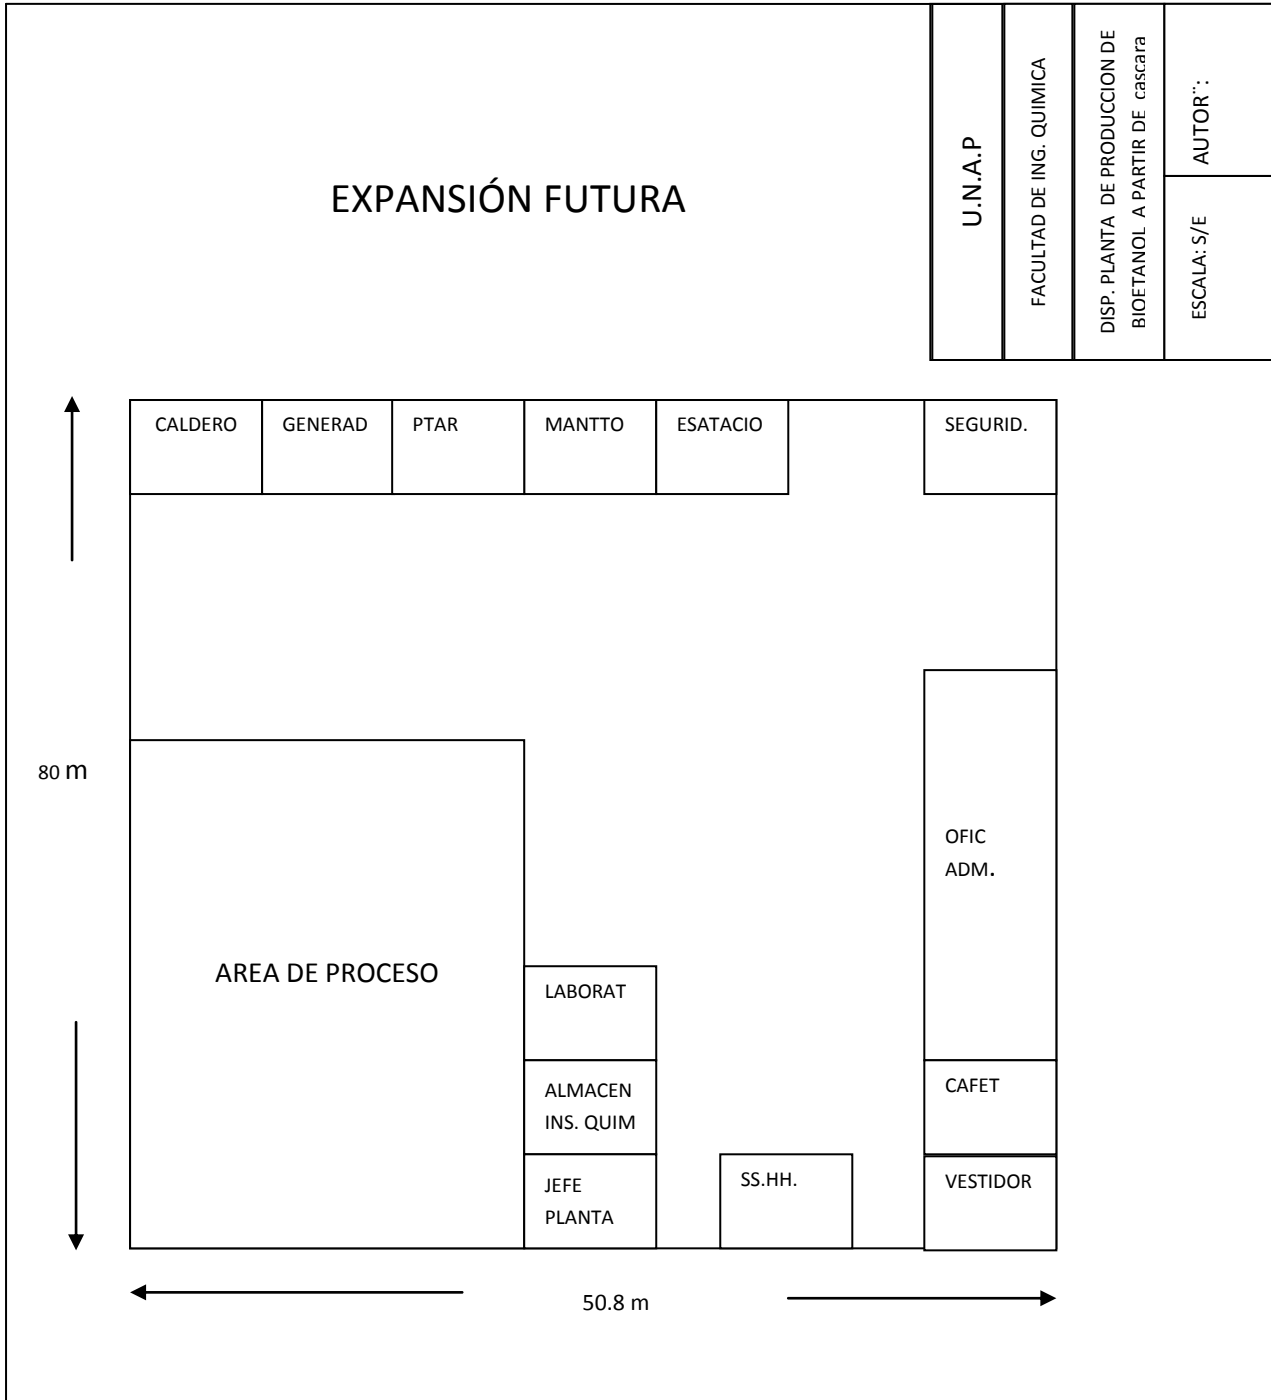 EXPANSIÓN FUTURA
U.N.A.P
FACULTAD DE ING. QUIMICA
DISP. PLANTA DE PRODUCCION DE
BIOETANOL A PARTIR DE cascara
AUTOR¨:
ESCALA: S/E
CALDERO
GENERAD
PTAR
MANTTO
ESATACIO
SEGURID.
80 m
OFIC
ADM.
AREA DE PROCESO
LABORAT
ALMACEN
INS. QUIM
CAFET
JEFE
PLANTA
SS.HH.
VESTIDOR
50.8 m